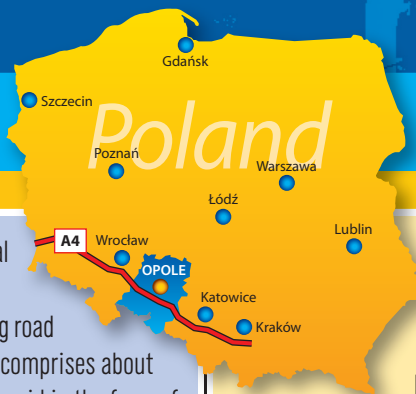 Gdańsk
Szczecin
Poland
Poznań
Warszawa
Łódź
Lublin
A4
Wrocław
OPOLE
Katowice
Kraków
g road
comprises about